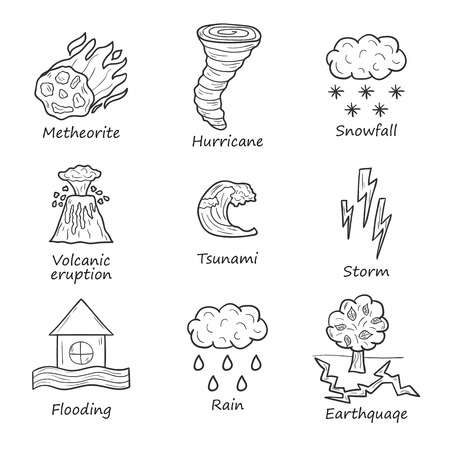 Metheorite
Hurricane
Snowfall
Volcanic
eruption
Tsunami
Storm
Flooding
Rain
Earthquaqe